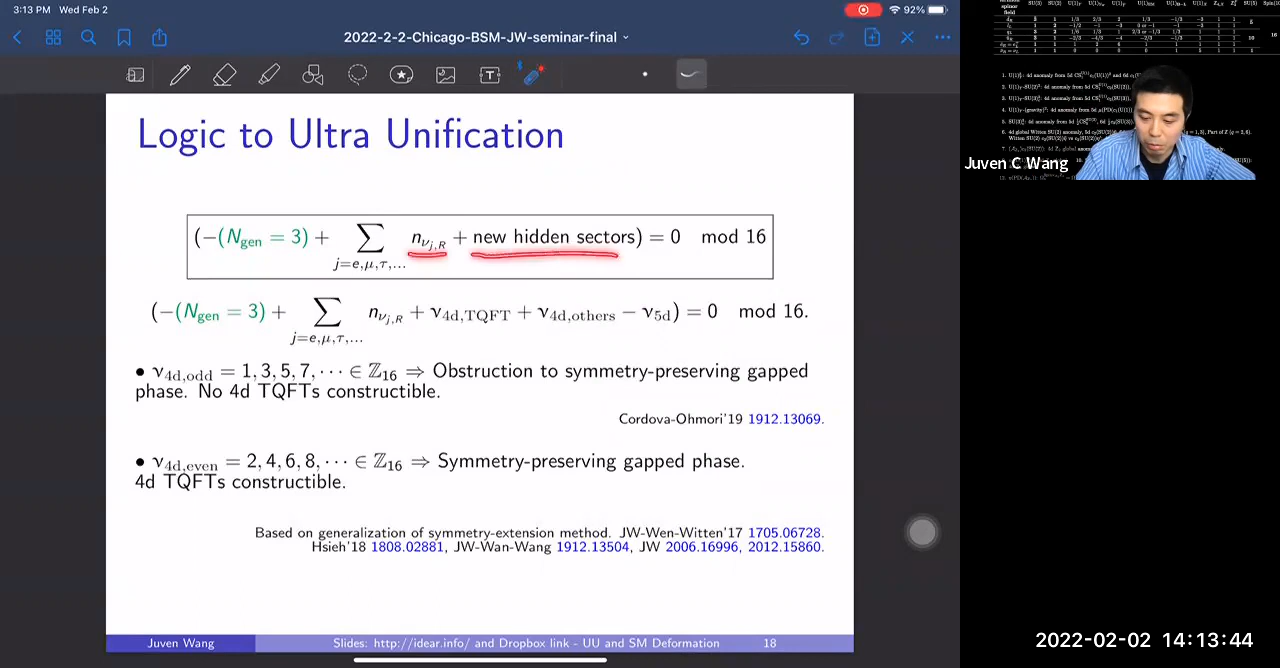 3:13 PM Wed Feb 2
92%
2022-2-2-Chicago-BSM-JW-seminar-final
Logic to Ultra Unification
(−(N_gen = 3) + ∑_{j=e,μ,τ,...} n_{ν_{j,R}} + new hidden sectors) = 0 mod 16
(−(N_gen = 3) + ∑_{j=e,μ,τ,...} n_{ν_{j,R}} + ν_{4d,TQFT} + ν_{4d,others} − ν_{5d}) = 0 mod 16.
• ν_{4d,odd} = 1, 3, 5, 7, ⋯ ∈ ℤ₁₆ ⇒ Obstruction to symmetry-preserving gapped
phase. No 4d TQFTs constructible.
Cordova-Ohmori'19 1912.13069.
• ν_{4d,even} = 2, 4, 6, 8, ⋯ ∈ ℤ₁₆ ⇒ Symmetry-preserving gapped phase.
4d TQFTs constructible.
Based on generalization of symmetry-extension method. JW-Wen-Witten'17 1705.06728.
Hsieh'18 1808.02881, JW-Wan-Wang 1912.13504, JW 2006.16996, 2012.15860.
Juven Wang Slides: http://idear.info/ and Dropbox link - UU and SM Deformation 18
Juven C Wang
2022-02-02 14:13:44